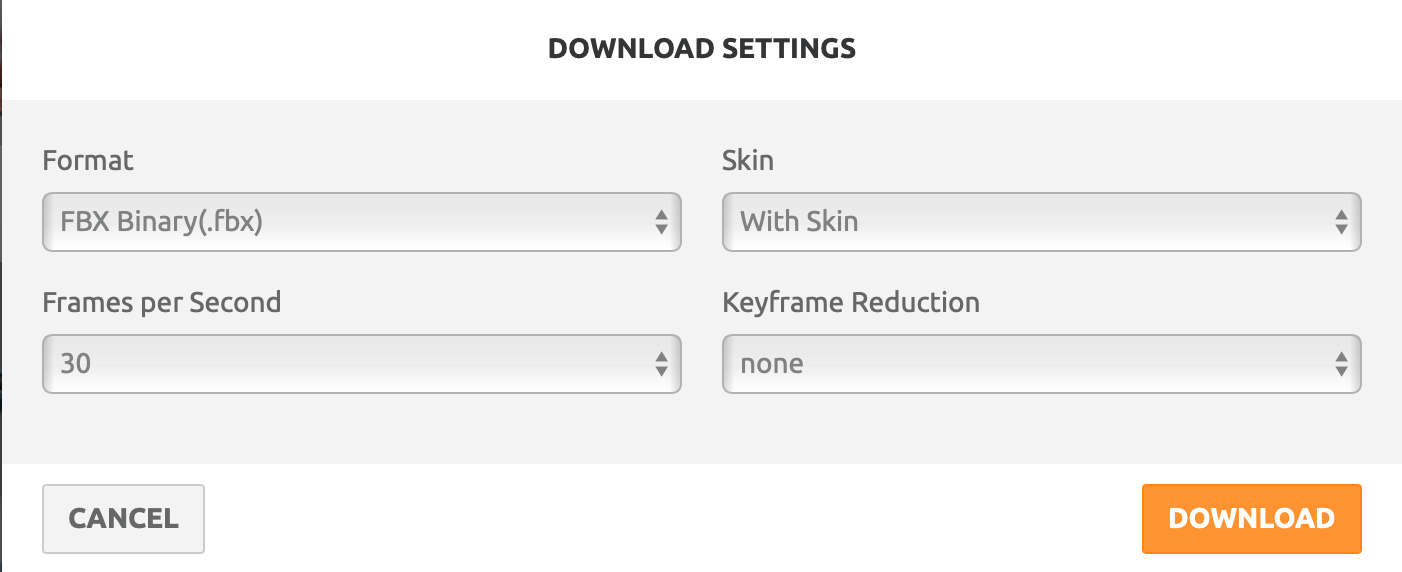 DOWNLOAD SETTINGS
Format
Skin
FBX Binary(.fbx)
With Skin
Frames per Second
Keyframe Reduction
30
none
CANCEL
DOWNLOAD